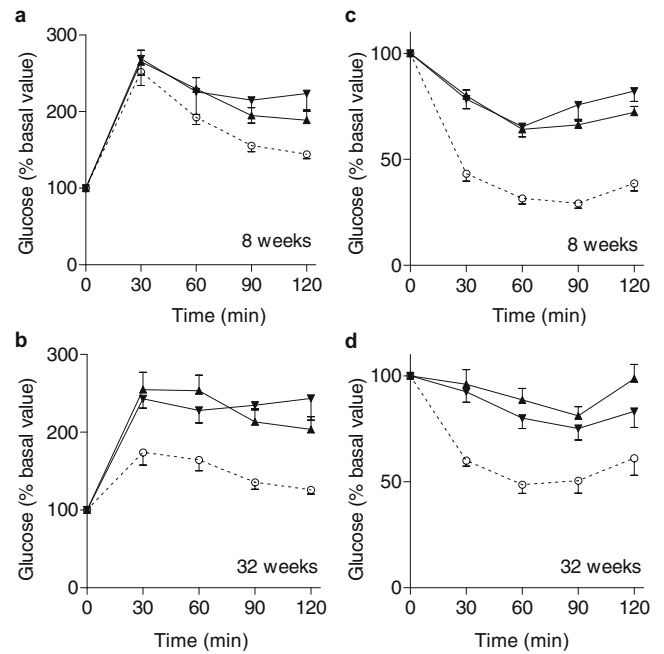 a
Glucose (% basal value)
300
200
100
0
0 30 60 90 120
Time (min)
8 weeks
c
Glucose (% basal value)
100
50
0
0 30 60 90 120
Time (min)
8 weeks
b
Glucose (% basal value)
300
200
100
0
0 30 60 90 120
Time (min)
32 weeks
d
Glucose (% basal value)
100
50
0
0 30 60 90 120
Time (min)
32 weeks